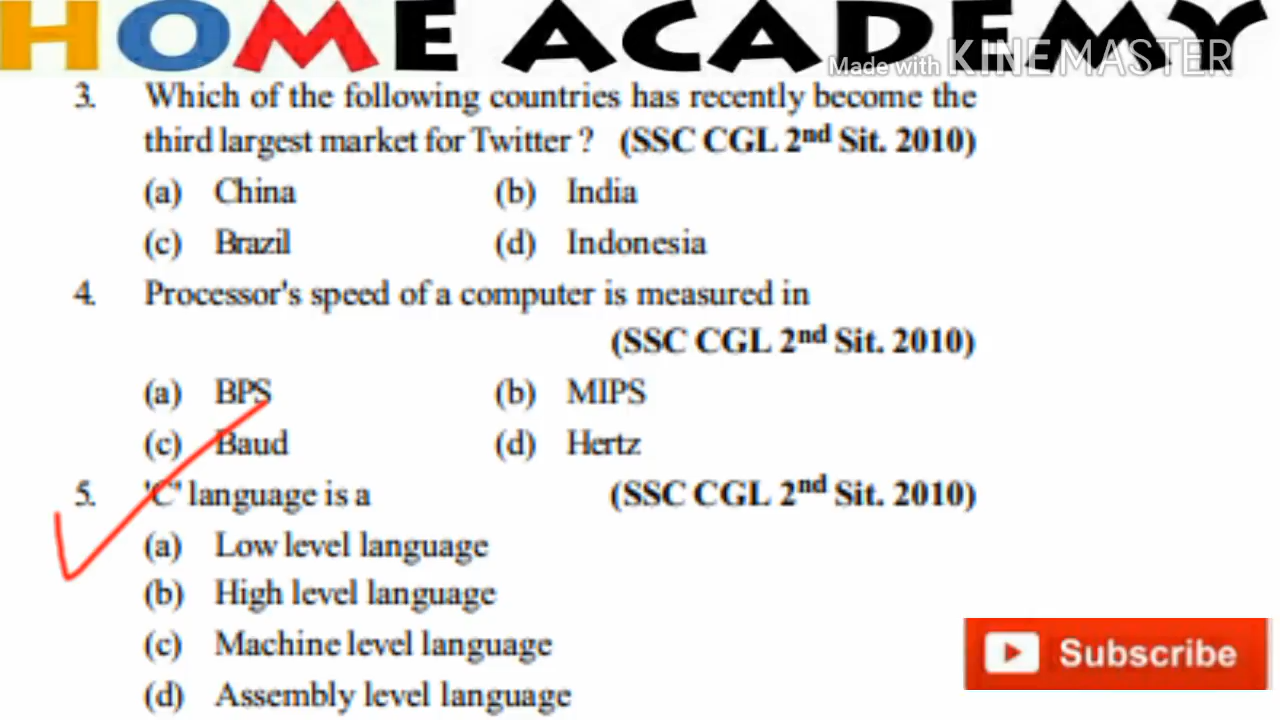 HOME ACADEMY
Made with KINEMASTER
3. Which of the following countries has recently become the
third largest market for Twitter ? (SSC CGL 2nd Sit. 2010)
(a) China (b) India
(c) Brazil (d) Indonesia
4. Processor's speed of a computer is measured in
(SSC CGL 2nd Sit. 2010)
(a) BPS (b) MIPS
(c) Baud (d) Hertz
5. 'C' language is a (SSC CGL 2nd Sit. 2010)
(a) Low level language
(b) High level language
(c) Machine level language
(d) Assembly level language
Subscribe